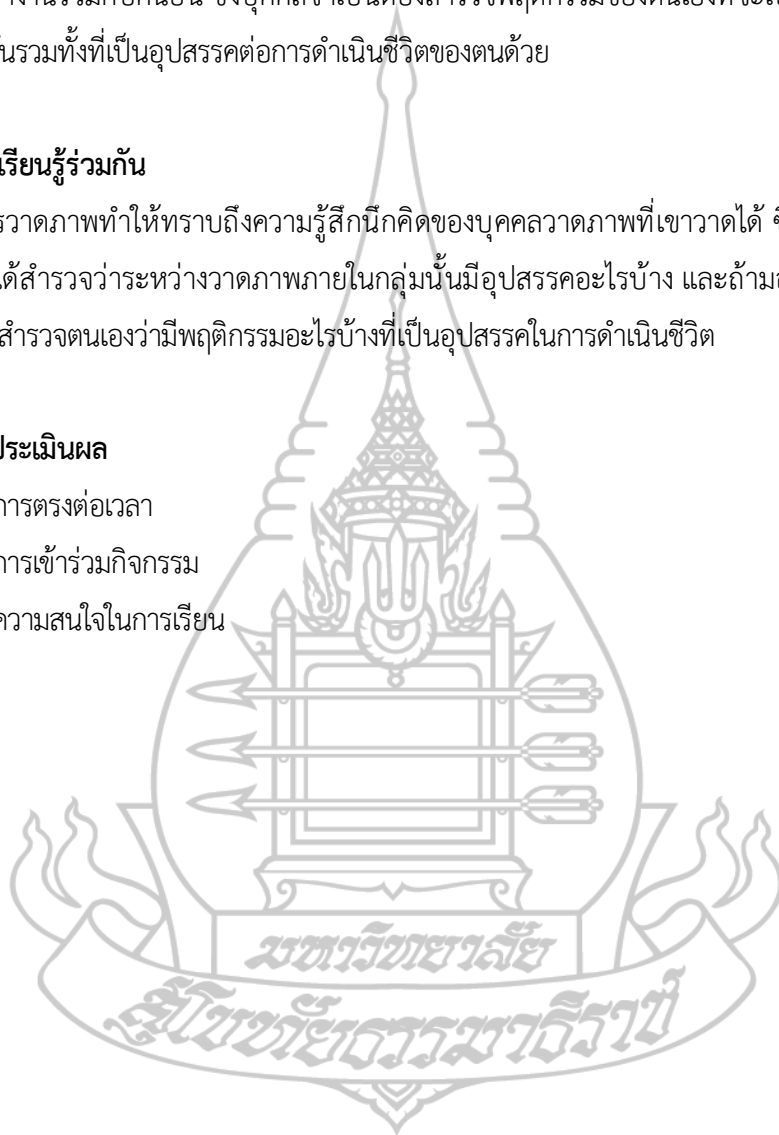 นรวมทั้งที่เป็นอุปสรรคต่อการดำเนินชีวิตของตนด้วย
เรียนรู้ร่วมกัน
รวาดภาพทำให้ทราบถึงความรู้สึกนึกคิดของบุคคลวาดภาพที่เขาวาดได้
ได้สำรวจว่าระหว่างวาดภาพภายในกลุ่มนั้นมีอุปสรรคอะไรบ้าง และถ้าม
สำรวจตนเองว่ามีพฤติกรรมอะไรบ้างที่เป็นอุปสรรคในการดำเนินชีวิต
ประเมินผล
การตรงต่อเวลา
การเข้าร่วมกิจกรรม
ความสนใจในการเรียน
มหาวิทยาลัย
สุโขทัยธรรมาธิราช